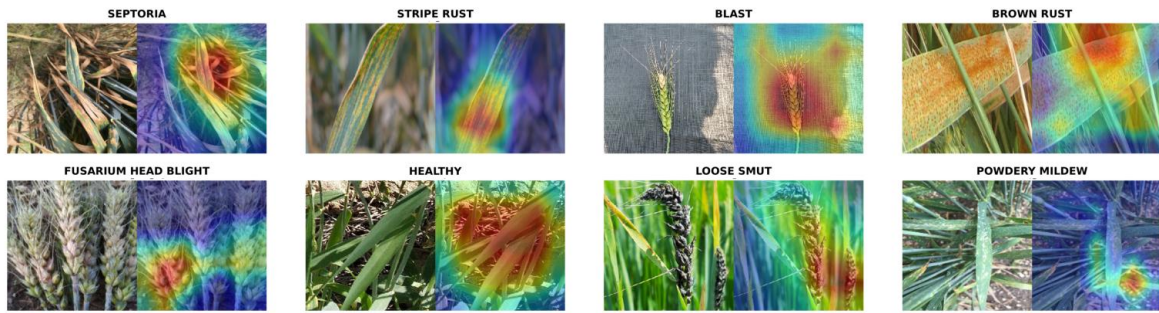 SEPTORIA
STRIPE RUST
BLAST
BROWN RUST
FUSARIUM HEAD BLIGHT
HEALTHY
LOOSE SMUT
POWDERY MILDEW